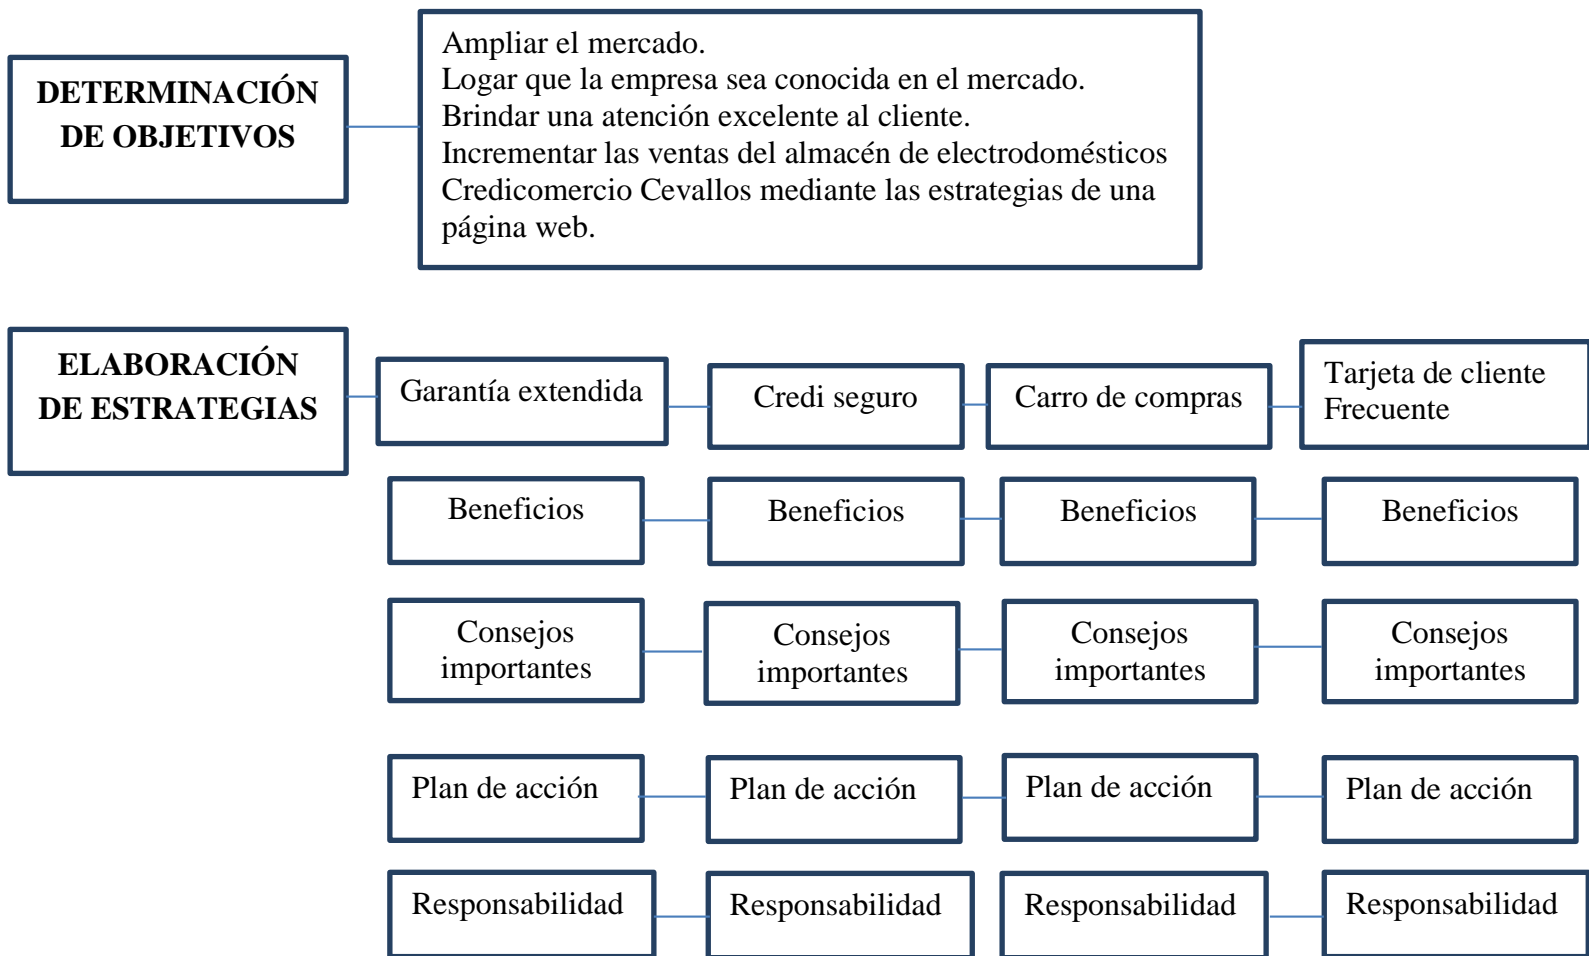 DETERMINACIÓN
DE OBJETIVOS
Ampliar el mercado.
Logar que la empresa sea conocida en el mercado.
Brindar una atención excelente al cliente.
Incrementar las ventas del almacén de electrodomésticos
Credicomercio Cevallos mediante las estrategias de una
página web.
ELABORACIÓN
DE ESTRATEGIAS
Garantía extendida
Credi seguro
Carro de compras
Tarjeta de cliente
Frecuente
Beneficios
Beneficios
Beneficios
Beneficios
Consejos
importantes
Consejos
importantes
Consejos
importantes
Consejos
importantes
Plan de acción
Plan de acción
Plan de acción
Plan de acción
Responsabilidad
Responsabilidad
Responsabilidad
Responsabilidad